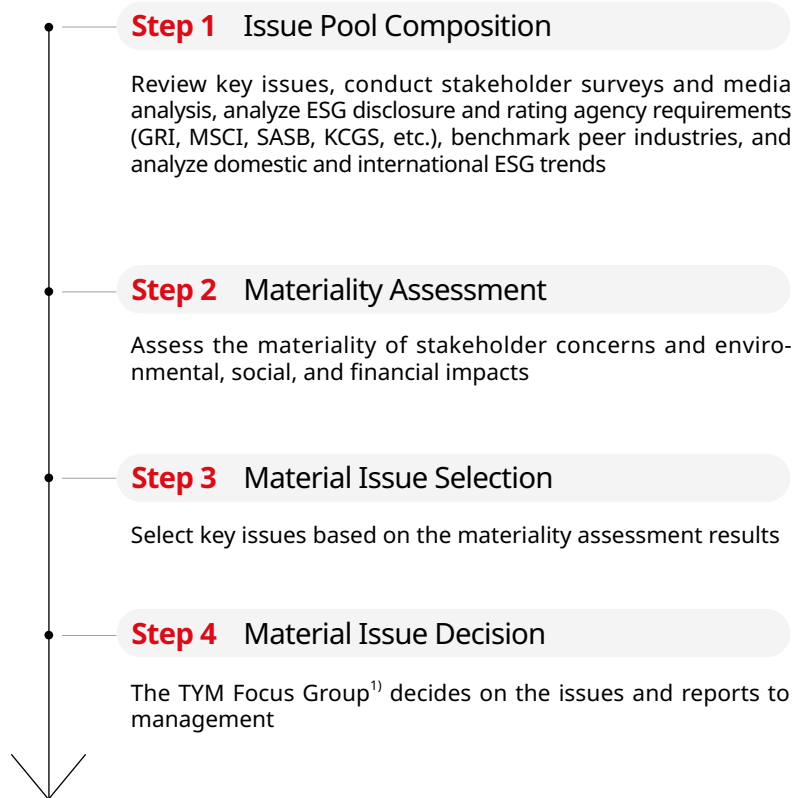 Step 1 Issue Pool Composition
Review key issues, conduct stakeholder surveys and media
analysis, analyze ESG disclosure and rating agency requirements
(GRI, MSCI, SASB, KCGS, etc.), benchmark peer industries, and
analyze domestic and international ESG trends
Step 2 Materiality Assessment
Assess the materiality of stakeholder concerns and enviro-
nmental, social, and financial impacts
Step 3 Material Issue Selection
Select key issues based on the materiality assessment results
Step 4 Material Issue Decision
The TYM Focus Group1) decides on the issues and reports to
management